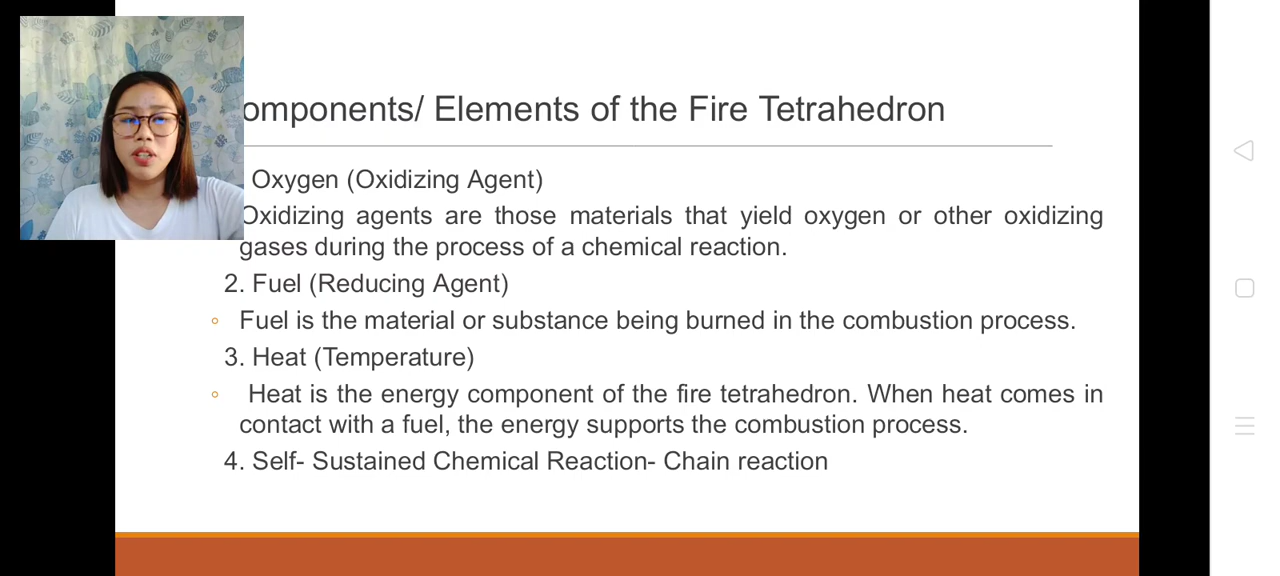 omponents/ Elements of the Fire Tetrahedron
Oxygen (Oxidizing Agent)
Oxidizing agents are those materials that yield oxygen or other oxidizing
gases during the process of a chemical reaction.
2. Fuel (Reducing Agent)
◦ Fuel is the material or substance being burned in the combustion process.
3. Heat (Temperature)
◦ Heat is the energy component of the fire tetrahedron. When heat comes in
contact with a fuel, the energy supports the combustion process.
4. Self- Sustained Chemical Reaction- Chain reaction